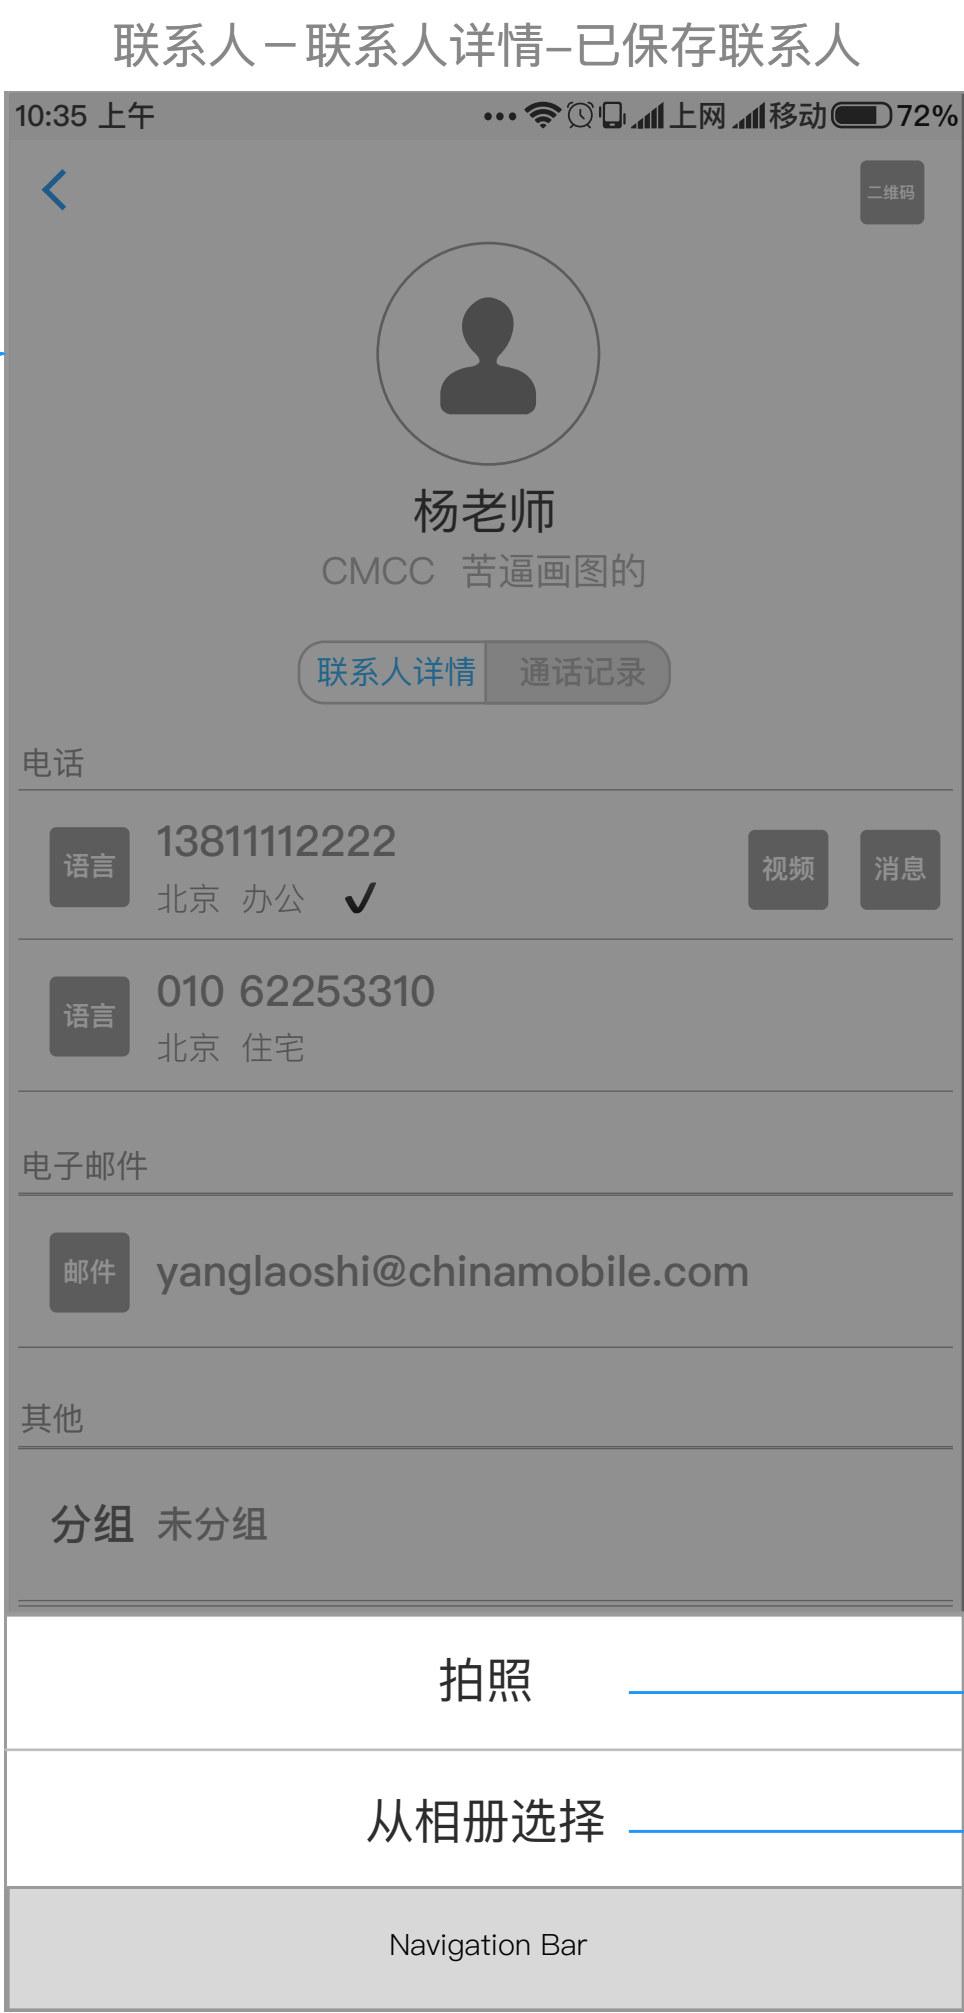 联系人－联系人详情–已保存联系人
10:35 上午 上网 移动 72%
二维码
杨老师
CMCC 苦逼画图的
联系人详情 通话记录
电话
语言 13811112222 视频 消息
北京 办公
语言 010 62253310
北京 住宅
电子邮件
邮件 yanglaoshi@chinamobile.com
其他
分组 未分组
拍照
从相册选择
Navigation Bar